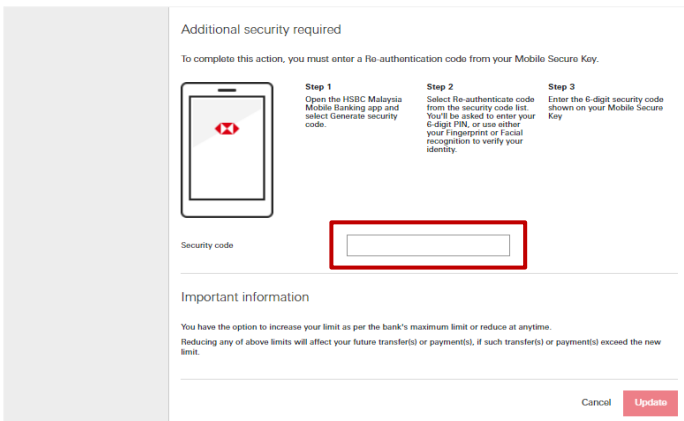 Additional security required
To complete this action, you must enter a Re-authentication code from your Mobile Secure Key.
Step 1
Open the HSBC Malaysia
Mobile Banking app and
select Generate security
code.
Step 2
Select Re-authenticate code
from the security code list.
You'll be asked to enter your
6-digit PIN, or use either
your Fingerprint or Facial
recognition to verify your
identity.
Step 3
Enter the 6-digit security code
shown on your Mobile Secure
Key
Security code
Important information
You have the option to increase your limit as per the bank's maximum limit or reduce at anytime.
Reducing any of above limits will affect your future transfer(s) or payment(s), if such transfer(s) or payment(s) exceed the new
limit.
Cancel
Update